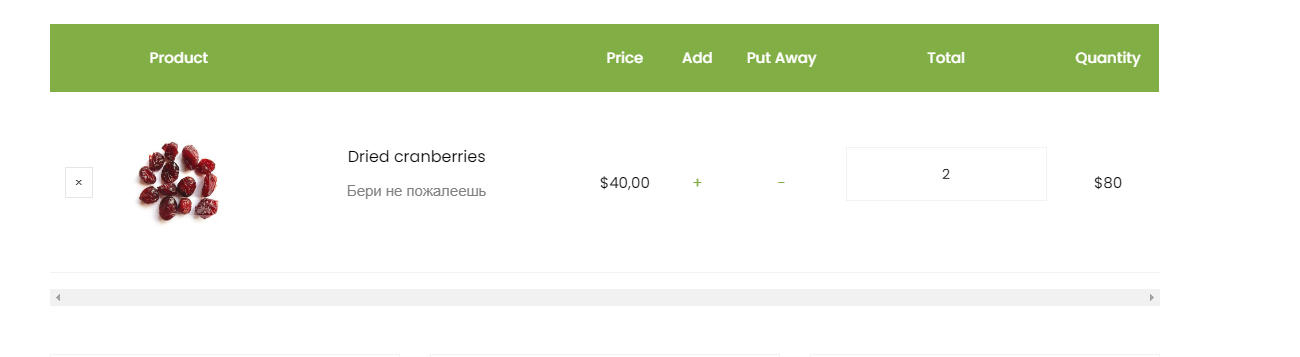 Product Price Add Put Away Total Quantity
Dried cranberries
Бери не пожалеешь
× $40,00 + - 2 $80